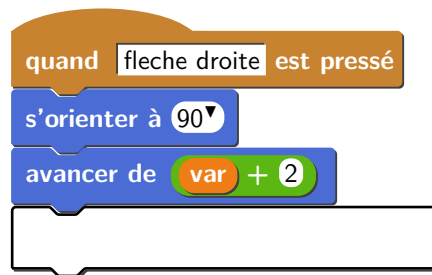 quand fleche droite est pressé
s'orienter à 90▼
avancer de var + 2